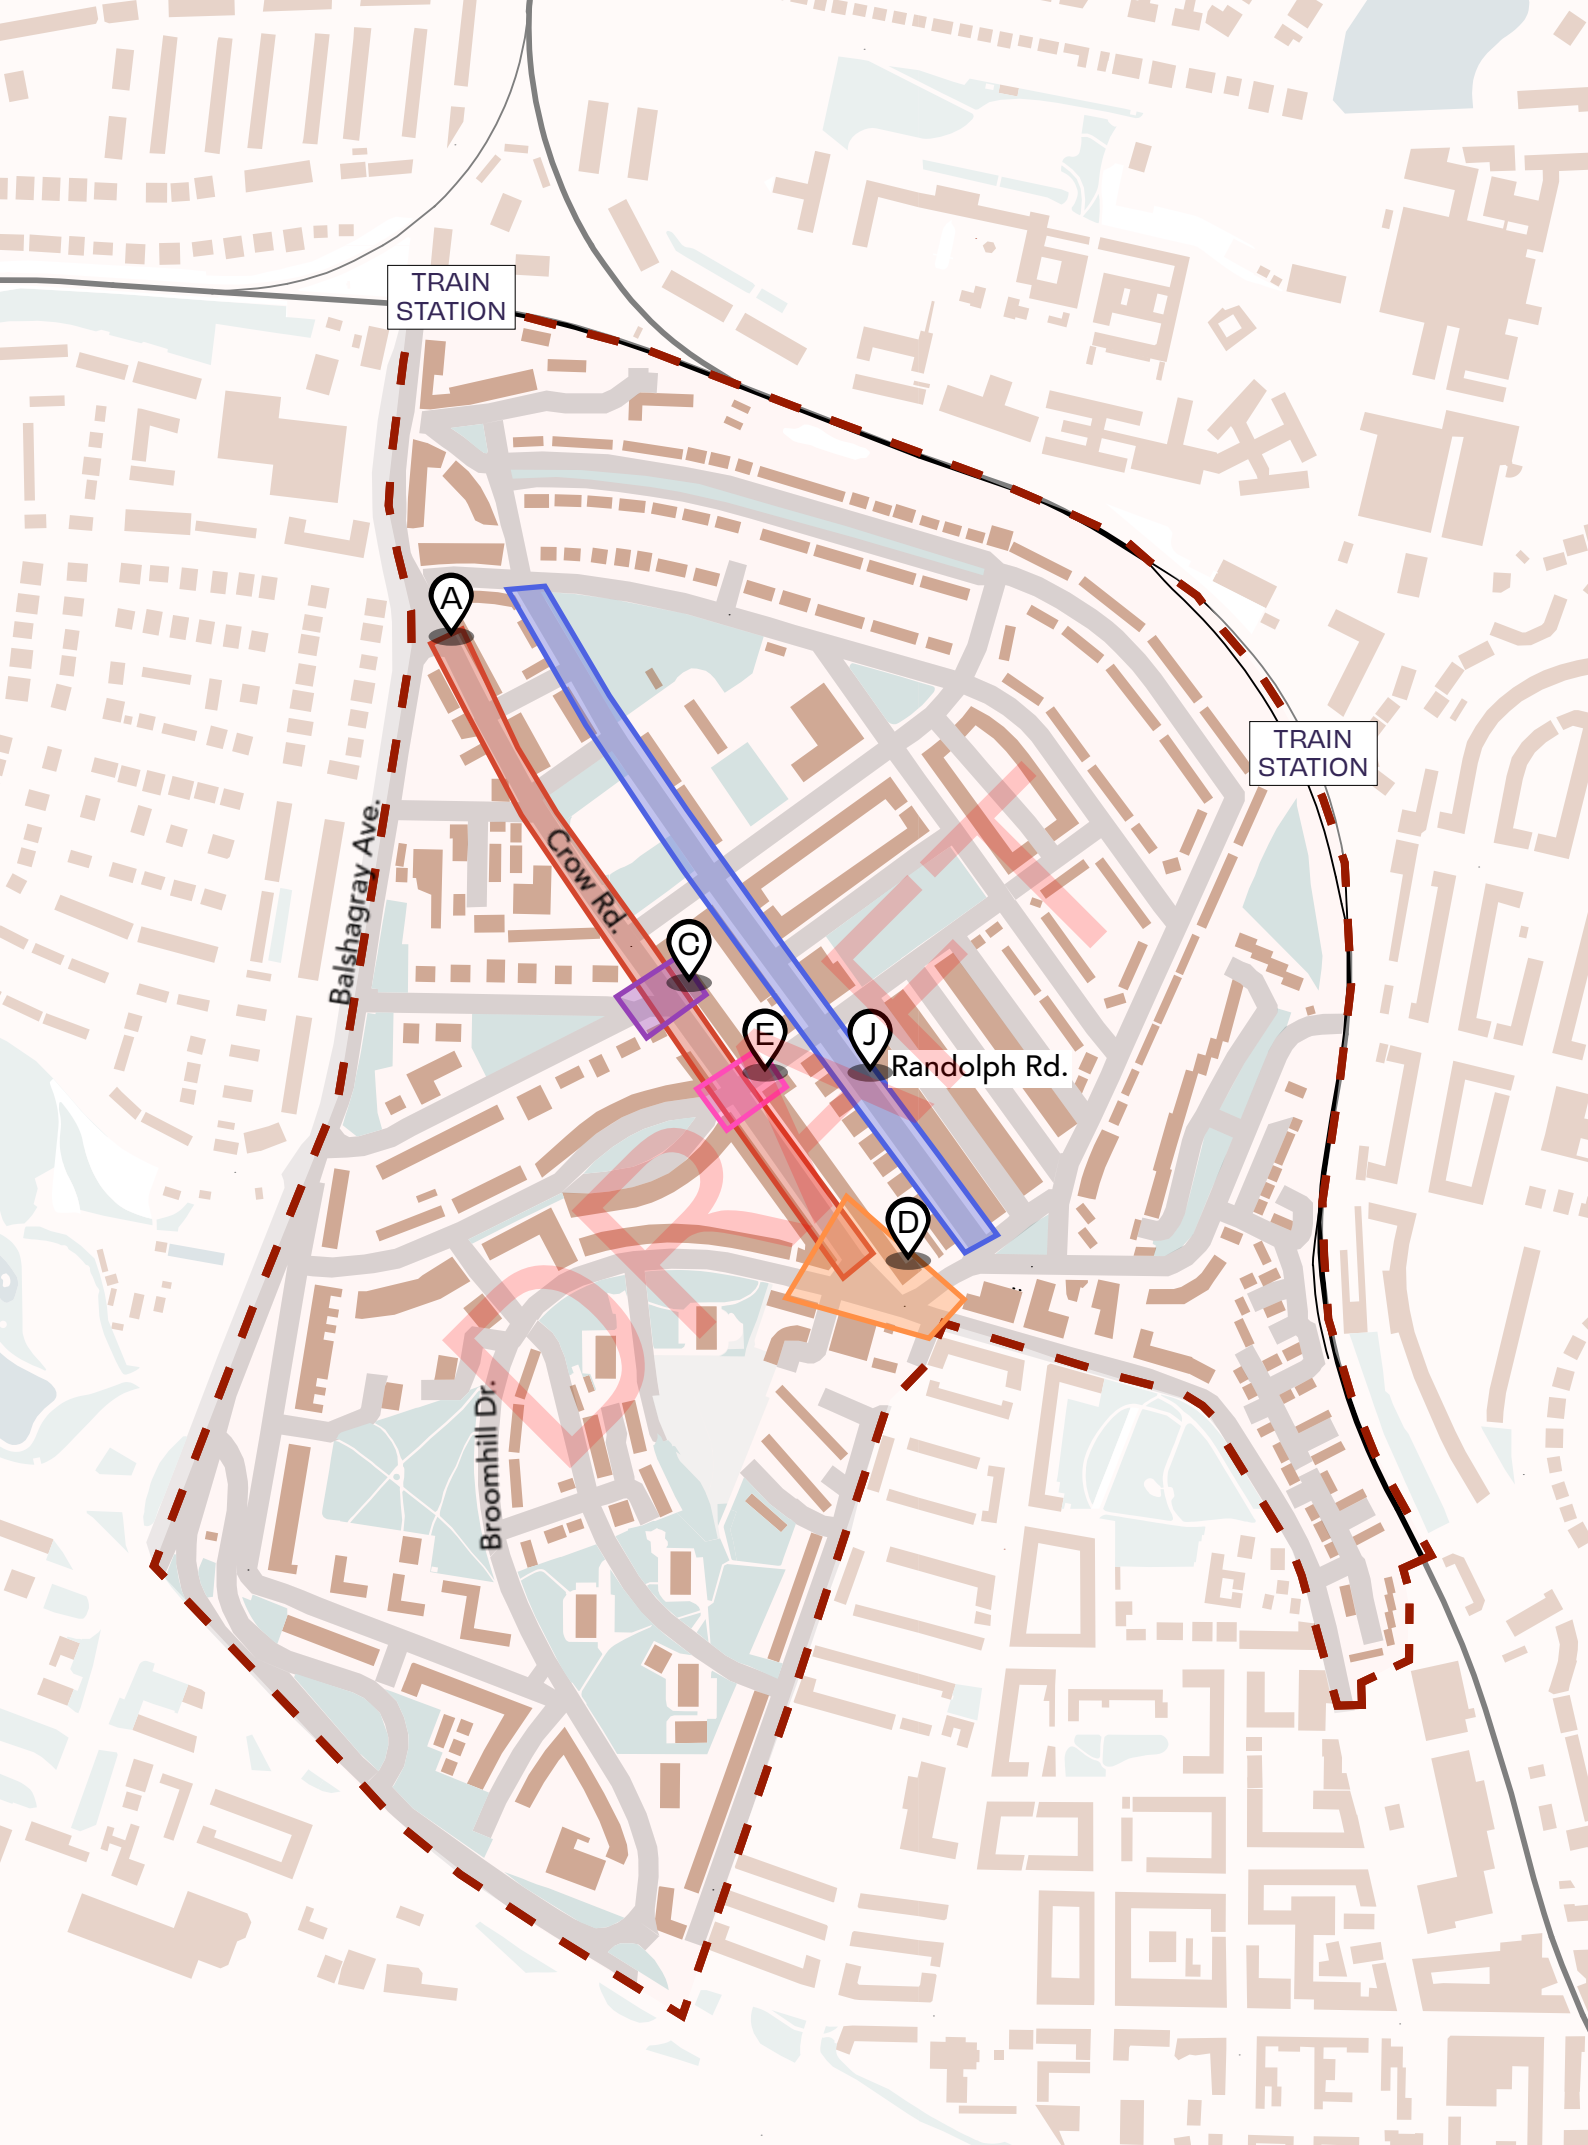 TRAIN
STATION
A
TRAIN
STATION
Balshagray Ave.
Crow Rd.
C
E
J
Randolph Rd.
D
Broomhill Dr.
DRAFT